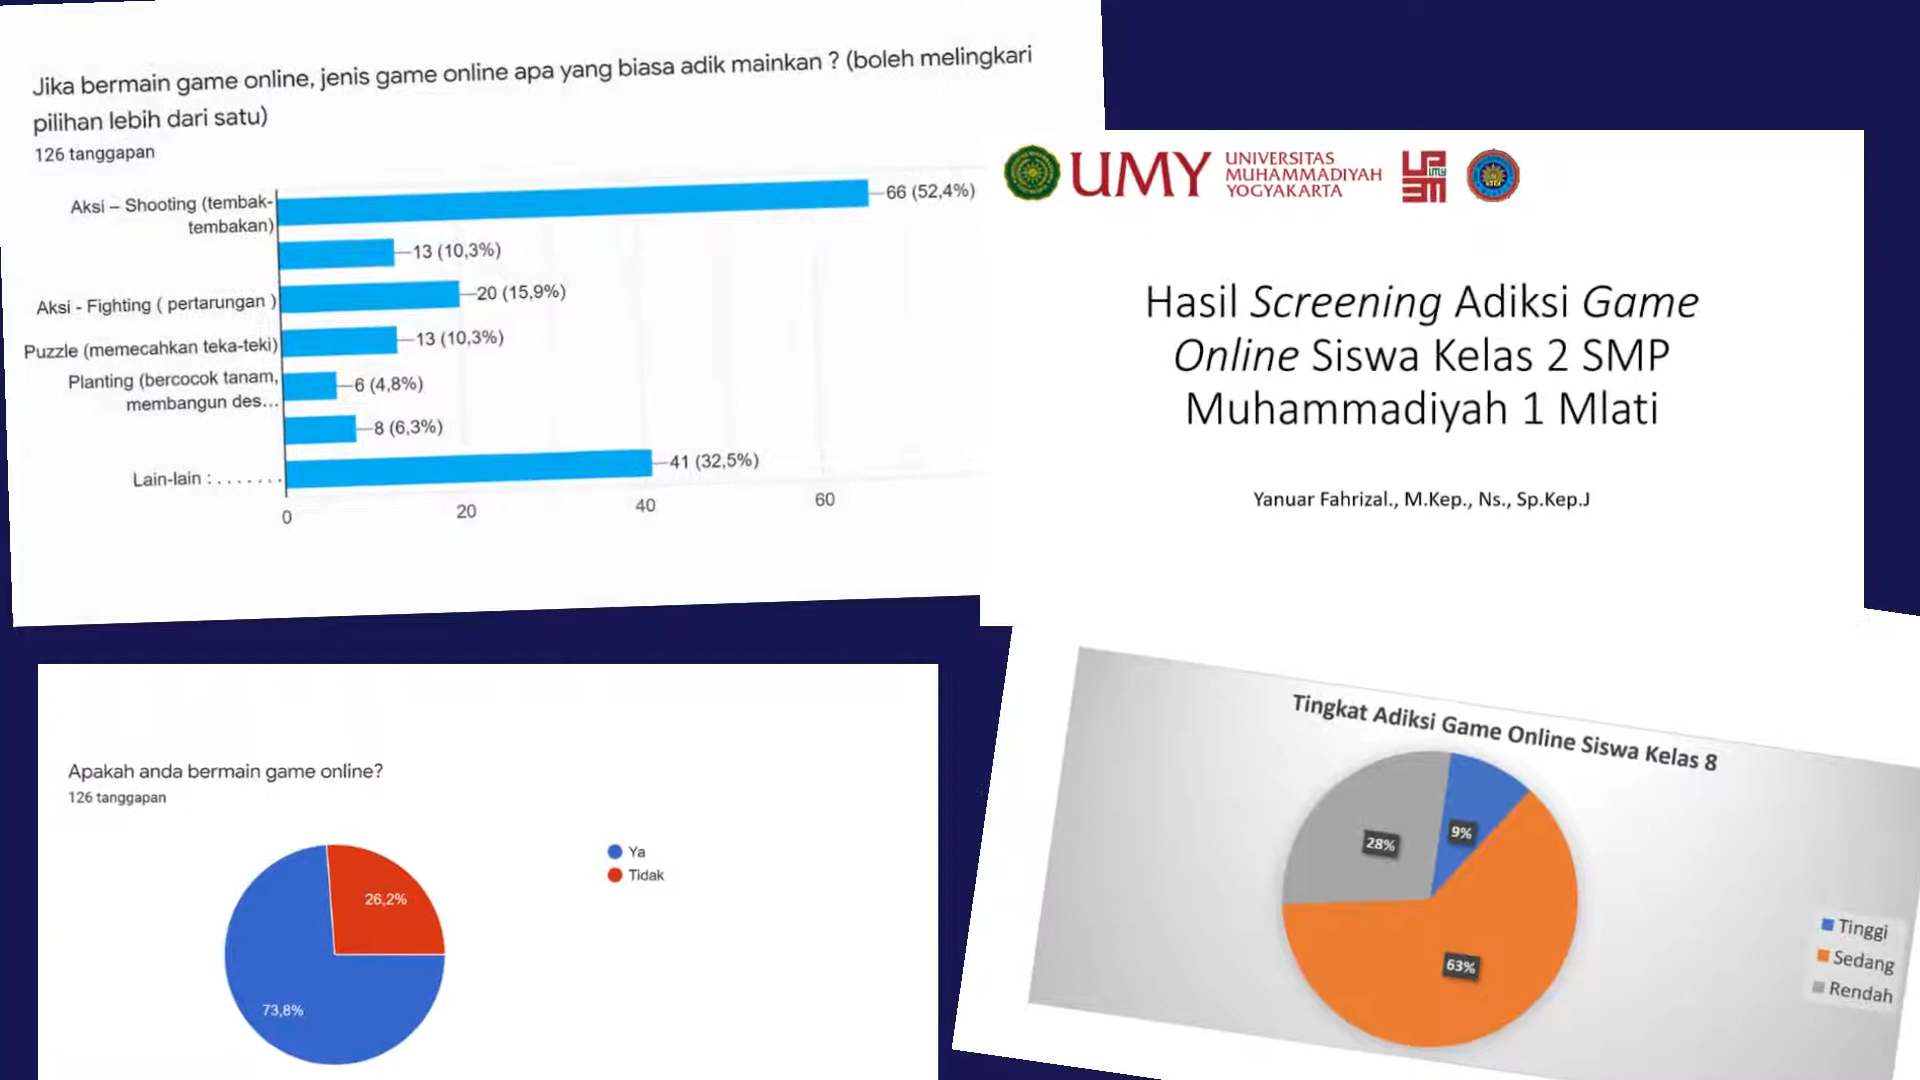 Jika bermain game online, jenis game online apa yang biasa adik mainkan ? (boleh melingkari
pilihan lebih dari satu)
126 tanggapan
Aksi – Shooting (tembak-
tembakan)
66 (52,4%)
13 (10,3%)
Aksi - Fighting ( pertarungan )
20 (15,9%)
Puzzle (memecahkan teka-teki)
13 (10,3%)
Planting (bercocok tanam,
membangun des...
6 (4,8%)
8 (6,3%)
Lain-lain : . . . . . . .
41 (32,5%)
0
20
40
60
UMY
UNIVERSITAS
MUHAMMADIYAH
YOGYAKARTA
Hasil Screening Adiksi Game
Online Siswa Kelas 2 SMP
Muhammadiyah 1 Mlati
Yanuar Fahrizal., M.Kep., Ns., Sp.Kep.J
Apakah anda bermain game online?
126 tanggapan
Ya
Tidak
26,2%
73,8%
Tingkat Adiksi Game Online Siswa Kelas 8
9%
28%
63%
Tinggi
Sedang
Rendah